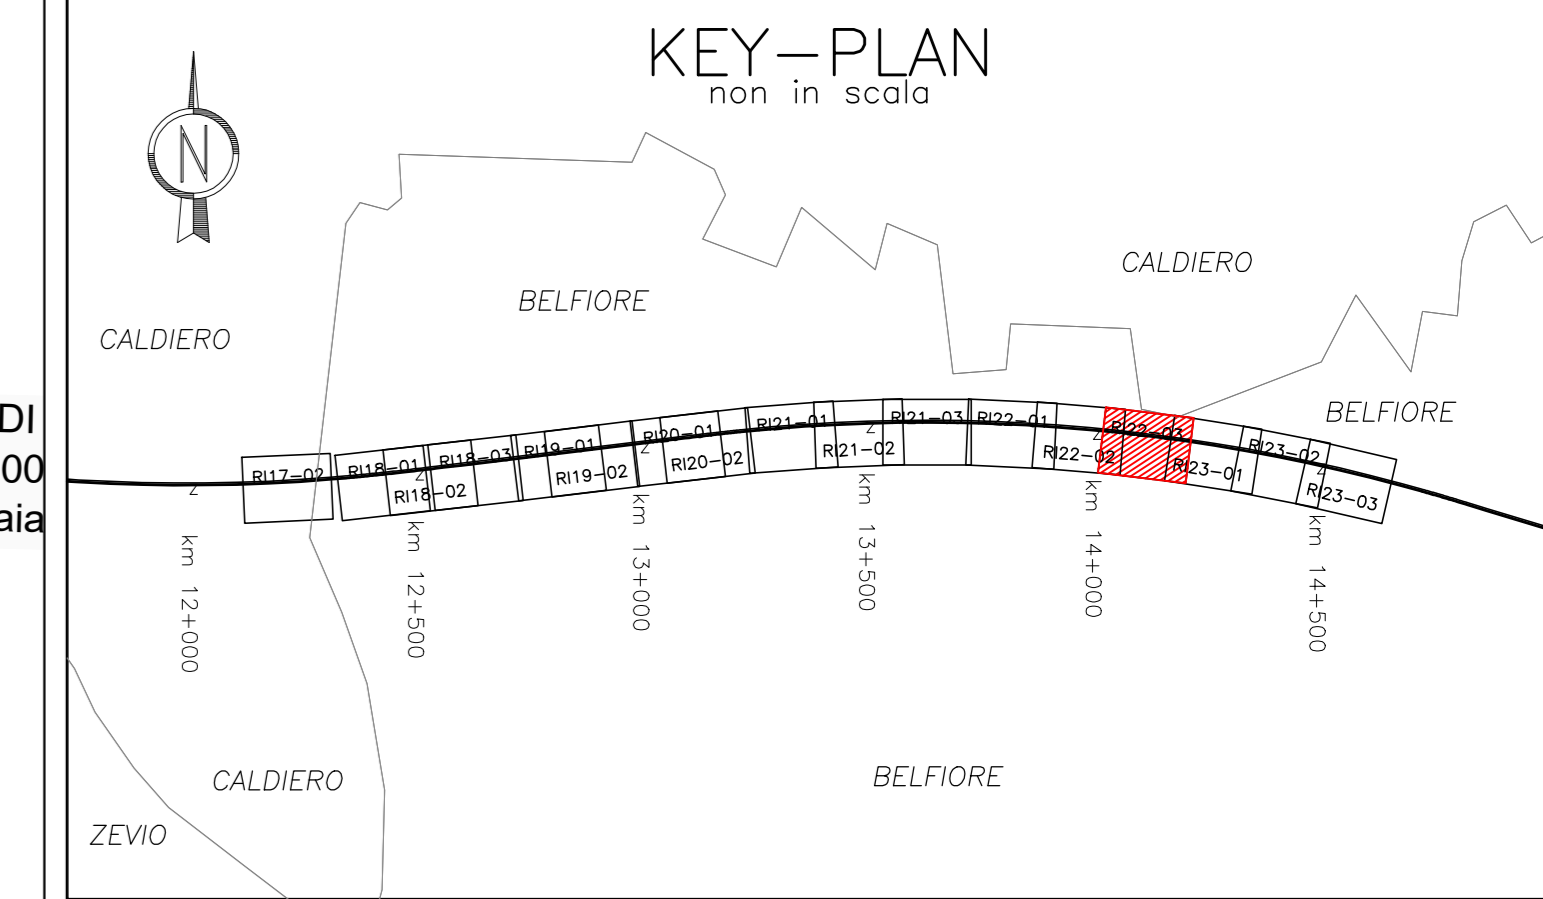 KEY-PLAN
non in scala
N
CALDIERO
BELFIORE
CALDIERO
BELFIORE
DI
00
aia
RI17-02
RI18-01
RI18-02
RI18-03
RI19-01
RI19-02
RI20-01
RI20-02
RI21-01
RI21-02
RI21-03
RI22-01
RI22-02
RI22-03
RI23-01
RI23-02
RI23-03
km 12+000
km 12+500
km 13+000
km 13+500
km 14+000
km 14+500
CALDIERO
BELFIORE
ZEVIO